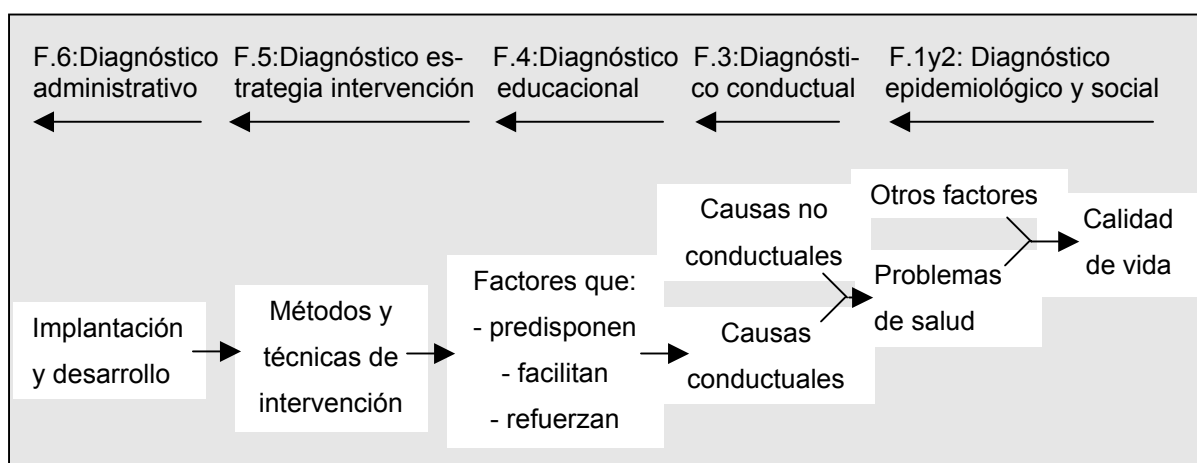 F.6:Diagnóstico
administrativo
F.5:Diagnóstico es-
trategia intervención
F.4:Diagnóstico
educacional
F.3:Diagnósti-
co conductual
F.1y2: Diagnóstico
epidemiológico y social
Implantación
y desarrollo
Métodos y
técnicas de
intervención
Factores que:
- predisponen
- facilitan
- refuerzan
Causas no
conductuales
Causas
conductuales
Otros factores
Problemas
de salud
Calidad
de vida